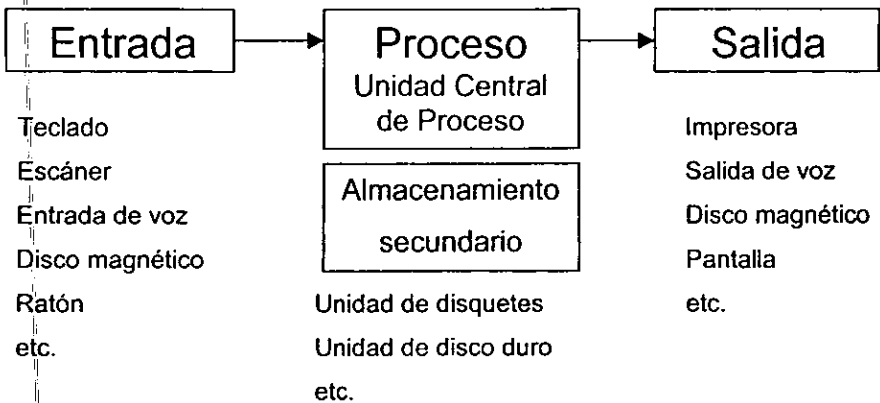 Entrada
Teclado
Escáner
Entrada de voz
Disco magnético
Ratón
etc.
Proceso
Unidad Central
de Proceso
Almacenamiento
secundario
Unidad de disquetes
Unidad de disco duro
etc.
Salida
Impresora
Salida de voz
Disco magnético
Pantalla
etc.